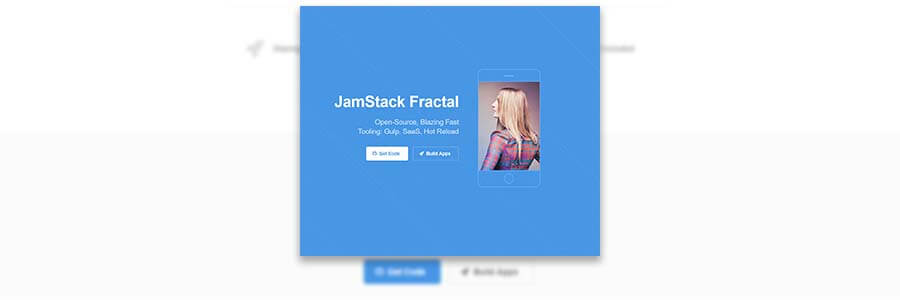 JamStack Fractal
Open-Source, Blazing Fast
Tooling: Gulp, SaaS, Hot Reload
Get Code
Build Apps
Get Code
Build Apps